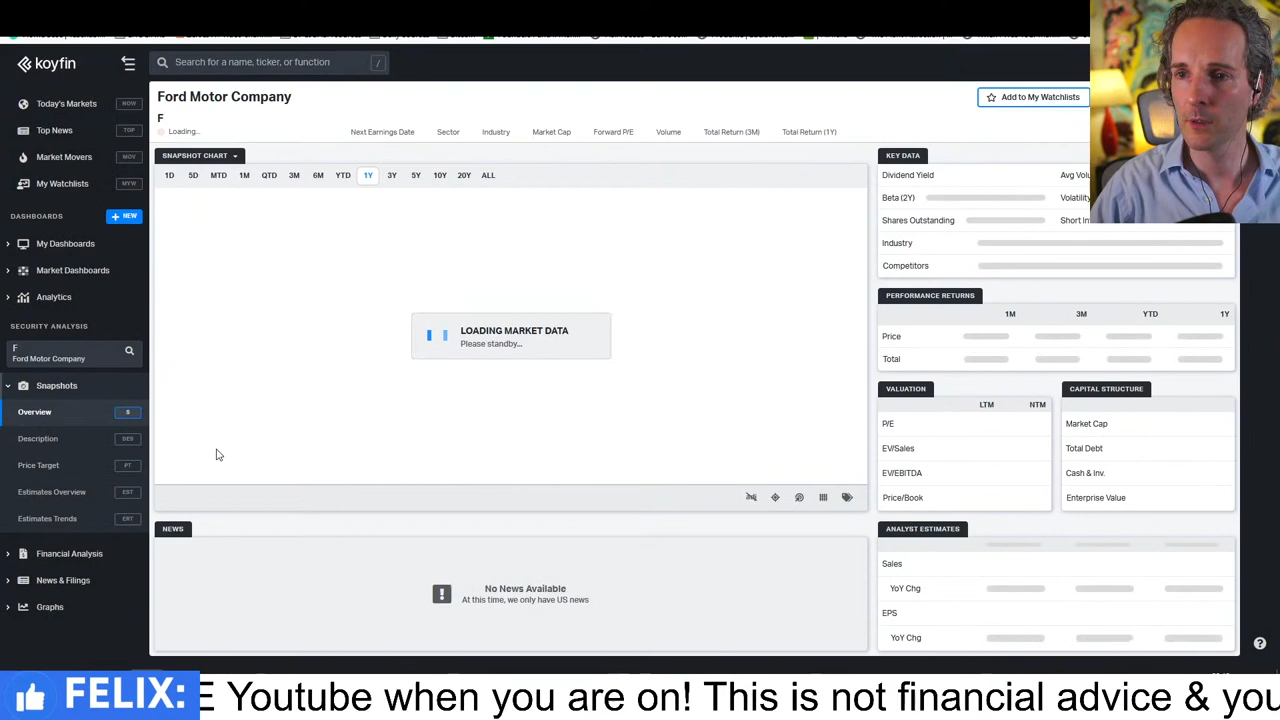 koyfin
Search for a name, ticker, or function
/
Today's Markets
NOW
Top News
TOP
Market Movers
MOV
My Watchlists
MYW
DASHBOARDS
+ NEW
My Dashboards
Market Dashboards
Analytics
SECURITY ANALYSIS
F
Ford Motor Company
Snapshots
Overview
S
Description
DES
Price Target
PT
Estimates Overview
EST
Estimates Trends
ERT
Financial Analysis
News & Filings
Graphs
Ford Motor Company
Add to My Watchlists
F
Loading...
Next Earnings Date
Sector
Industry
Market Cap
Forward P/E
Volume
Total Return (3M)
Total Return (1Y)
SNAPSHOT CHART
1D 5D MTD 1M QTD 3M 6M YTD 1Y 3Y 5Y 10Y 20Y ALL
LOADING MARKET DATA
Please standby...
NEWS
No News Available
At this time, we only have US news
KEY DATA
Dividend Yield
Avg Volu
Beta (2Y)
Volatility
Shares Outstanding
Short In
Industry
Competitors
PERFORMANCE RETURNS
1M 3M YTD 1Y
Price
Total
VALUATION
LTM NTM
P/E
EV/Sales
EV/EBITDA
Price/Book
CAPITAL STRUCTURE
Market Cap
Total Debt
Cash & Inv.
Enterprise Value
ANALYST ESTIMATES
Sales
YoY Chg
EPS
YoY Chg
FELIX:
E Youtube when you are on! This is not financial advice & you